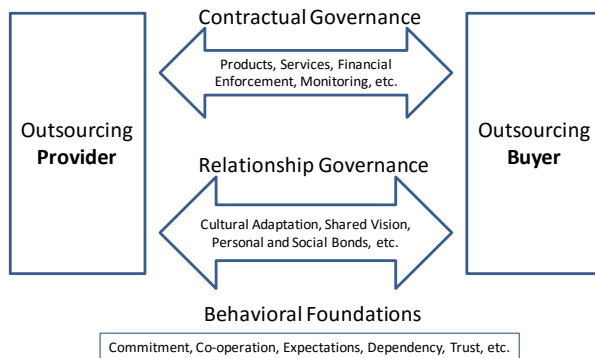 Contractual Governance
Products, Services, Financial
Enforcement, Monitoring, etc.
Outsourcing
Provider
Outsourcing
Buyer
Relationship Governance
Cultural Adaptation, Shared Vision,
Personal and Social Bonds, etc.
Behavioral Foundations
Commitment, Co-operation, Expectations, Dependency, Trust, etc.